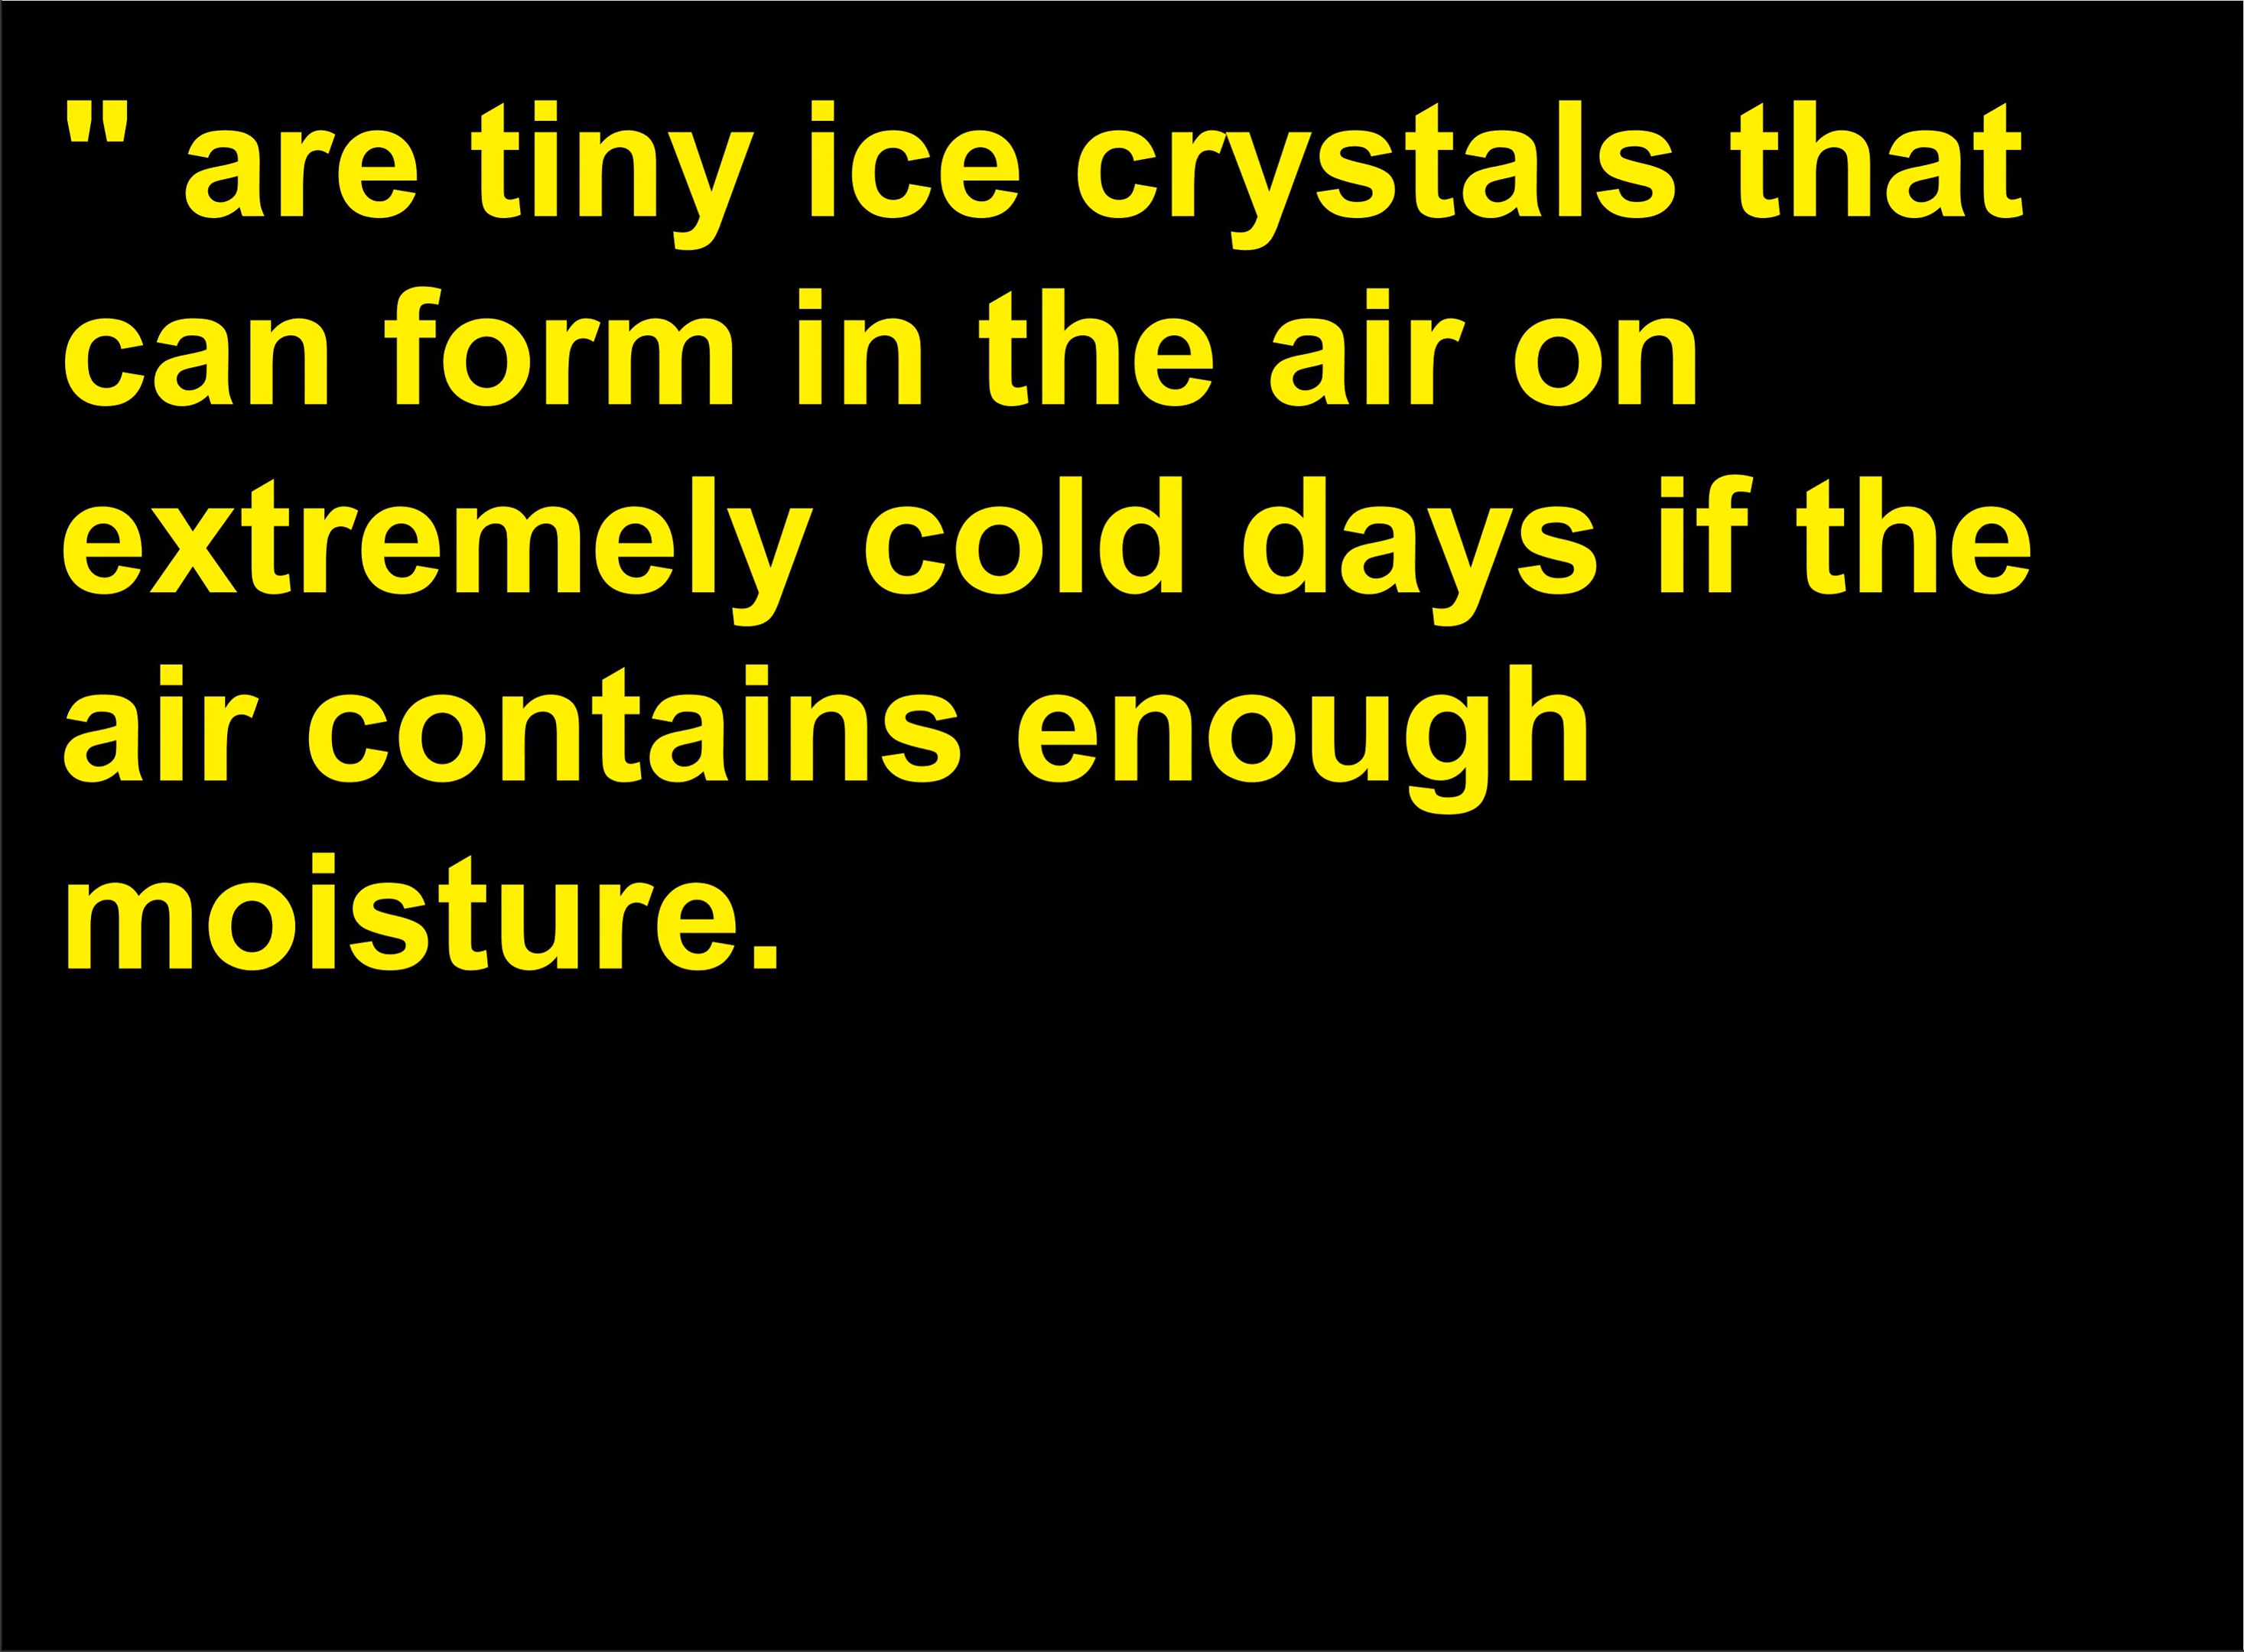 " are tiny ice crystals that
can form in the air on
extremely cold days if the
air contains enough
moisture.